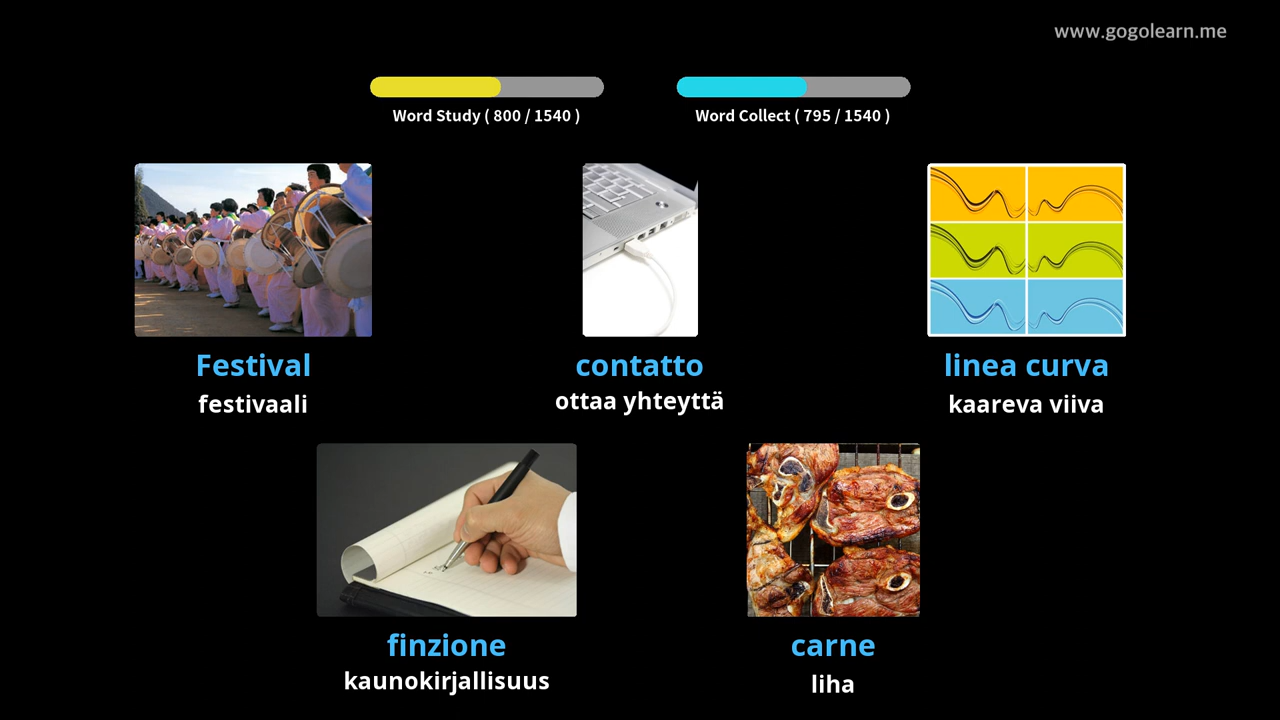 www.gogolearn.me
Word Study ( 800 / 1540 )
Word Collect ( 795 / 1540 )
Festival
festivaali
contatto
ottaa yhteyttä
linea curva
kaareva viiva
finzione
kaunokirjallisuus
carne
liha